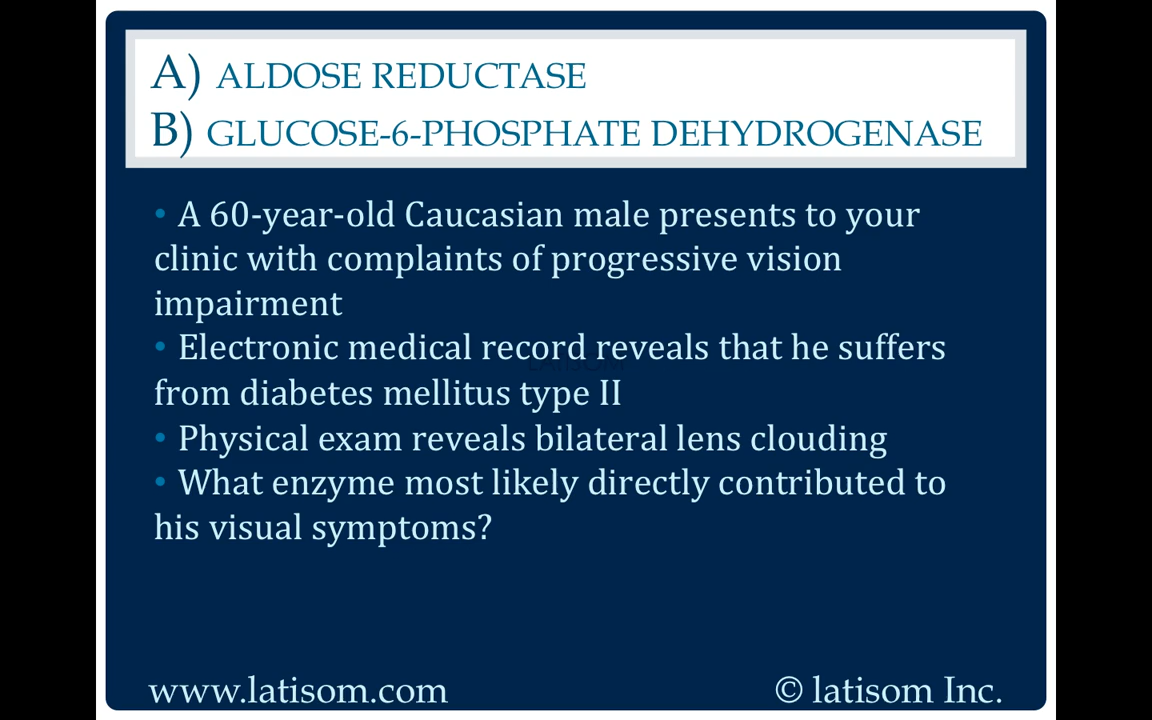 A) ALDOSE REDUCTASE
B) GLUCOSE-6-PHOSPHATE DEHYDROGENASE
• A 60-year-old Caucasian male presents to your
clinic with complaints of progressive vision
impairment
• Electronic medical record reveals that he suffers
from diabetes mellitus type II
• Physical exam reveals bilateral lens clouding
• What enzyme most likely directly contributed to
his visual symptoms?
www.latisom.com
© latisom Inc.